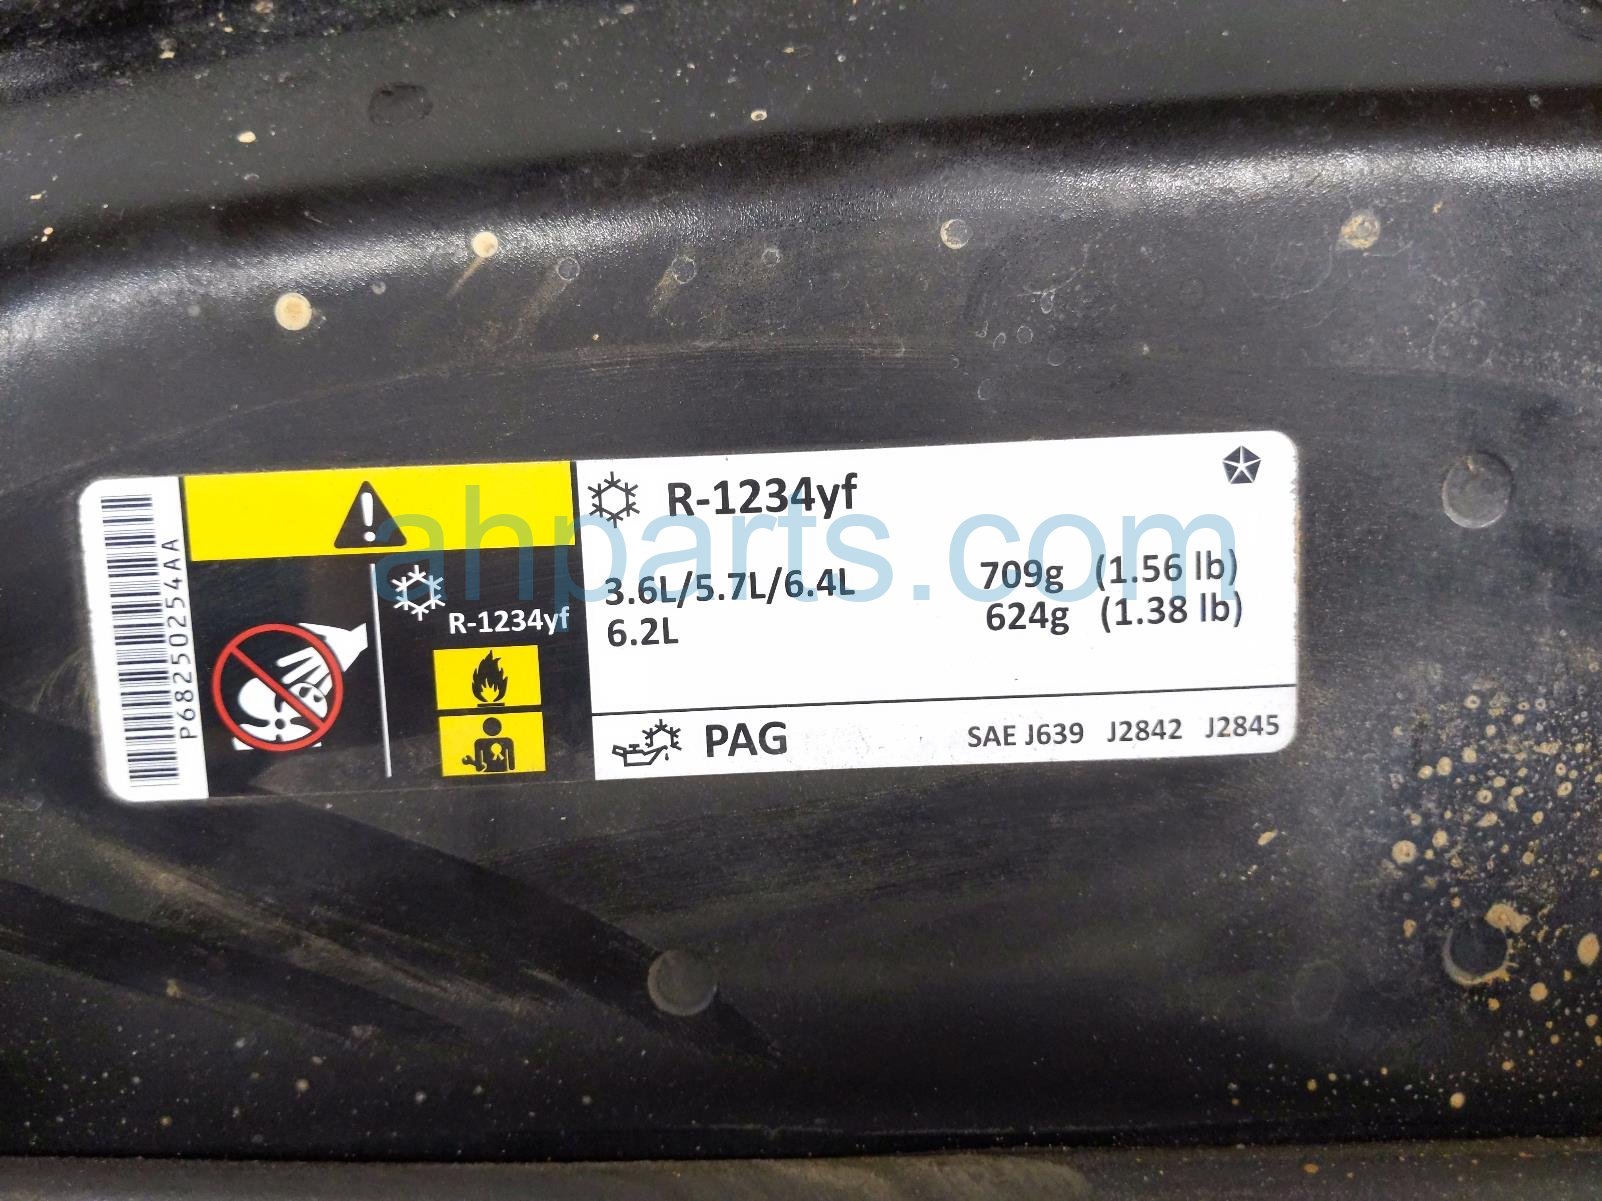 P68250254AA
R-1234yf
R-1234yf
3.6L/5.7L/6.4L 709g (1.56 lb)
6.2L 624g (1.38 lb)
PAG SAE J639 J2842 J2845
ahparts.com